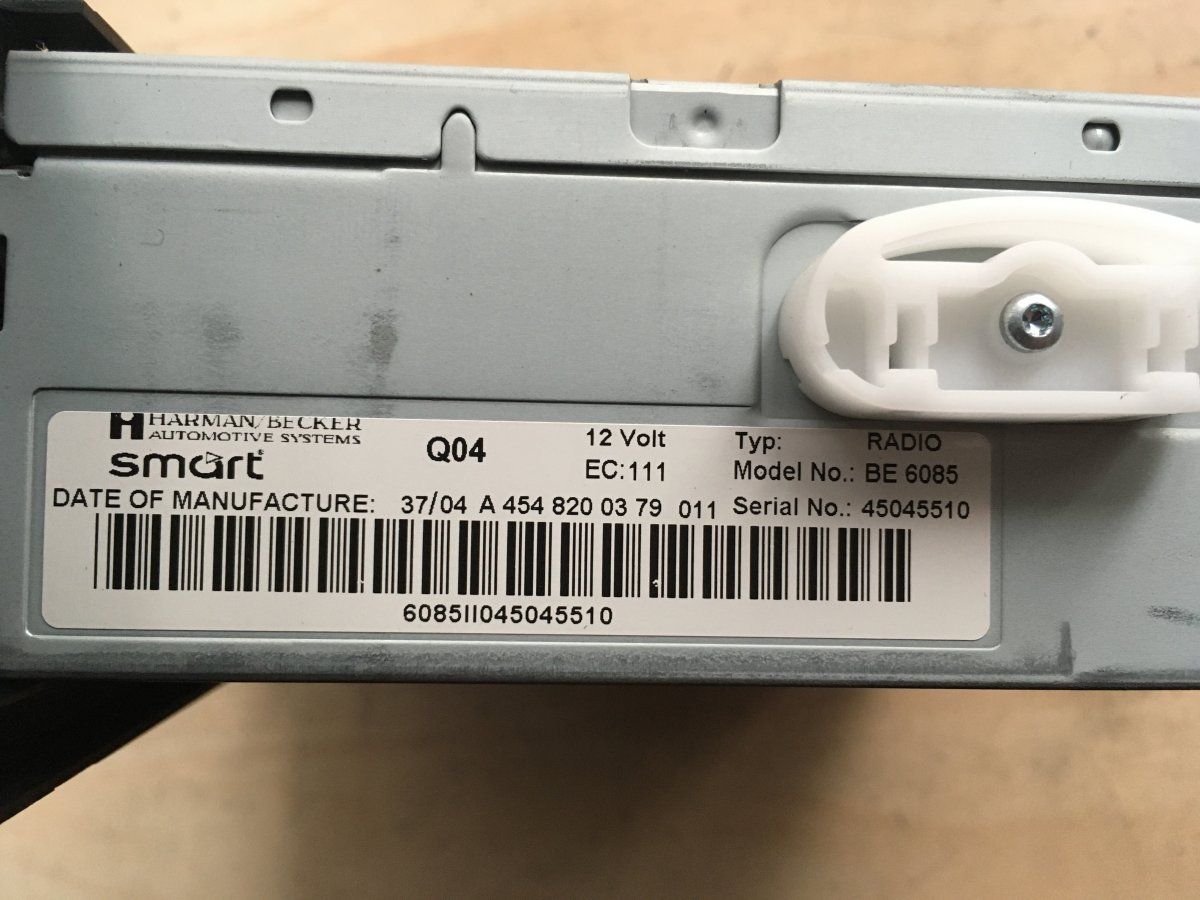 HARMAN/BECKER
AUTOMOTIVE SYSTEMS
smart
Q04
12 Volt
EC:111
Typ: RADIO
Model No.: BE 6085
DATE OF MANUFACTURE: 37/04 A 454 820 03 79 011 Serial No.: 45045510
6085II045045510